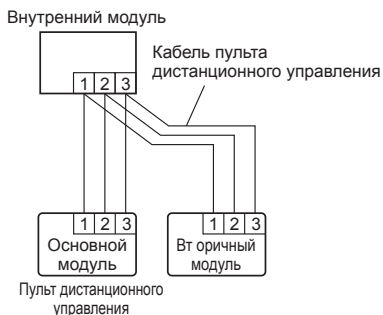 Внутренний модуль
Кабель пульта
дистанционного управления
1 2 3
1 2 3
Основной
модуль
1 2 3
Вт оричный
модуль
Пульт дистанционного
управления